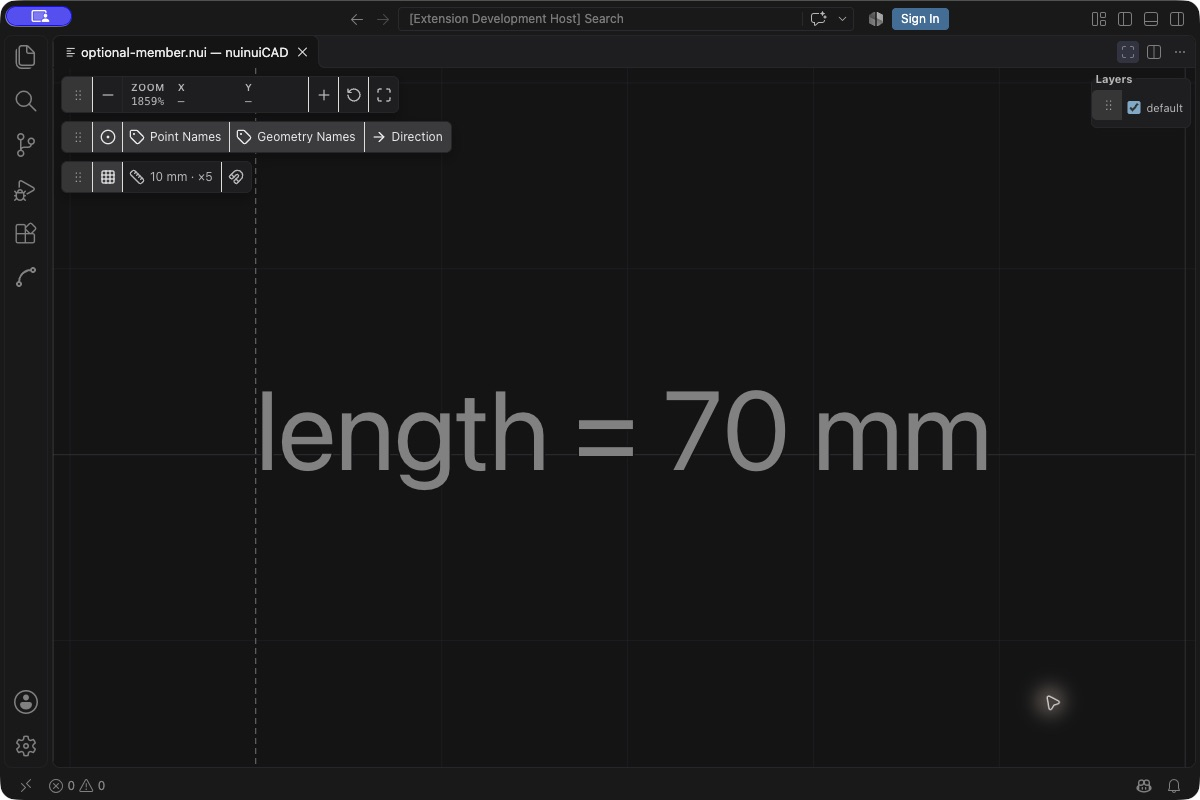 [Extension Development Host] Search
Sign In
optional-member.nui — nuinuiCAD
ZOOM X Y
1859% – –
Layers
default
Point Names Geometry Names Direction
10 mm · ×5
length = 70 mm
0 0